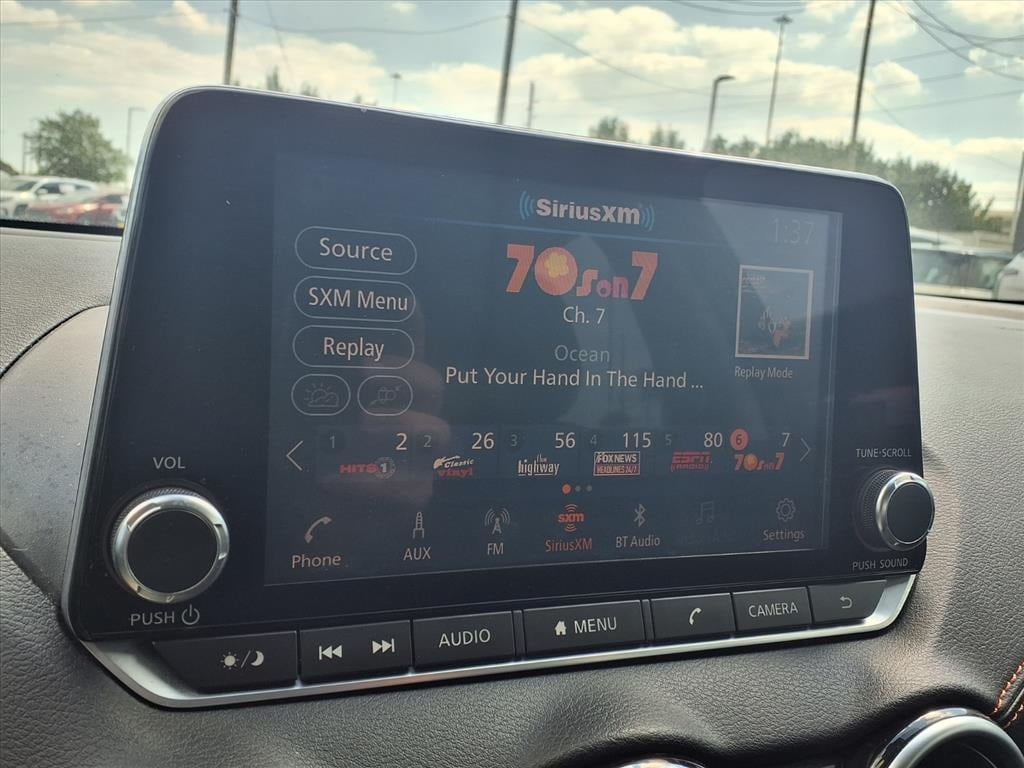 SiriusXM
1:37
Source
70s on 7
SXM Menu
Ch. 7
Replay
Ocean
Put Your Hand In The Hand ...
Replay Mode
1 2 2 26 3 56 4 115 5 80 6 7
HITS 1 Classic vinyl the highway FOX NEWS HEADLINES 24/7 ESPN RADIO 70s on 7
sxm
Phone AUX FM SiriusXM BT Audio Settings
VOL
PUSH
TUNE·SCROLL
PUSH SOUND
AUDIO MENU CAMERA